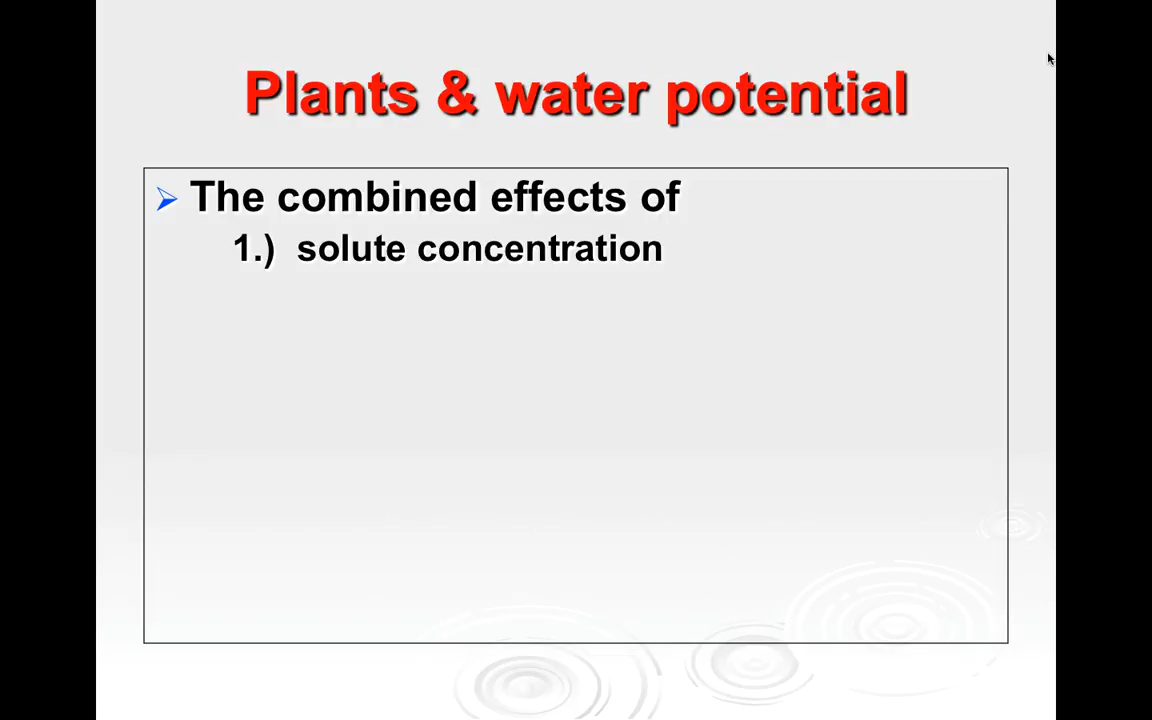 Plants & water potential
The combined effects of
1.) solute concentration